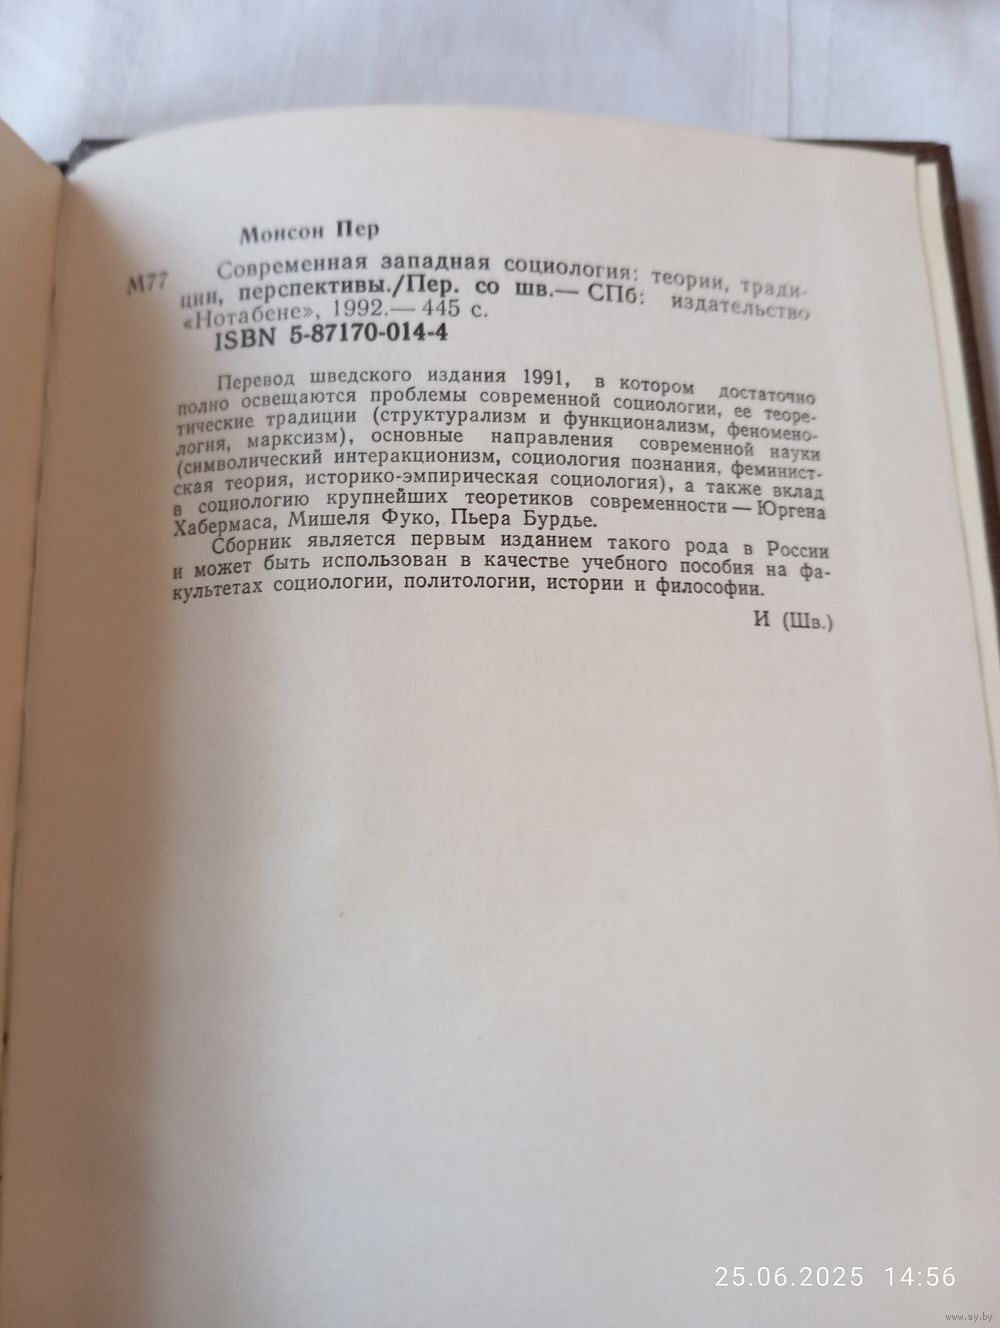 Монсон Пер
М77 Современная западная социология: теории, тради-
ции, перспективы./Пер. со шв.— СПб: издательство
«Нотабене», 1992.— 445 с.
ISBN 5-87170-014-4
Перевод шведского издания 1991, в котором достаточно
полно освещаются проблемы современной социологии, ее теоре-
тические традиции (структурализм и функционализм, феномено-
логия, марксизм), основные направления современной науки
(символический интеракционизм, социология познания, феминист-
ская теория, историко-эмпирическая социология), а также вклад
в социологию крупнейших теоретиков современности — Юргена
Хабермаса, Мишеля Фуко, Пьера Бурдье.
Сборник является первым изданием такого рода в России
и может быть использован в качестве учебного пособия на фа-
культетах социологии, политологии, истории и философии.
И (Шв.)
25.06.2025 14:56
www.ay.by